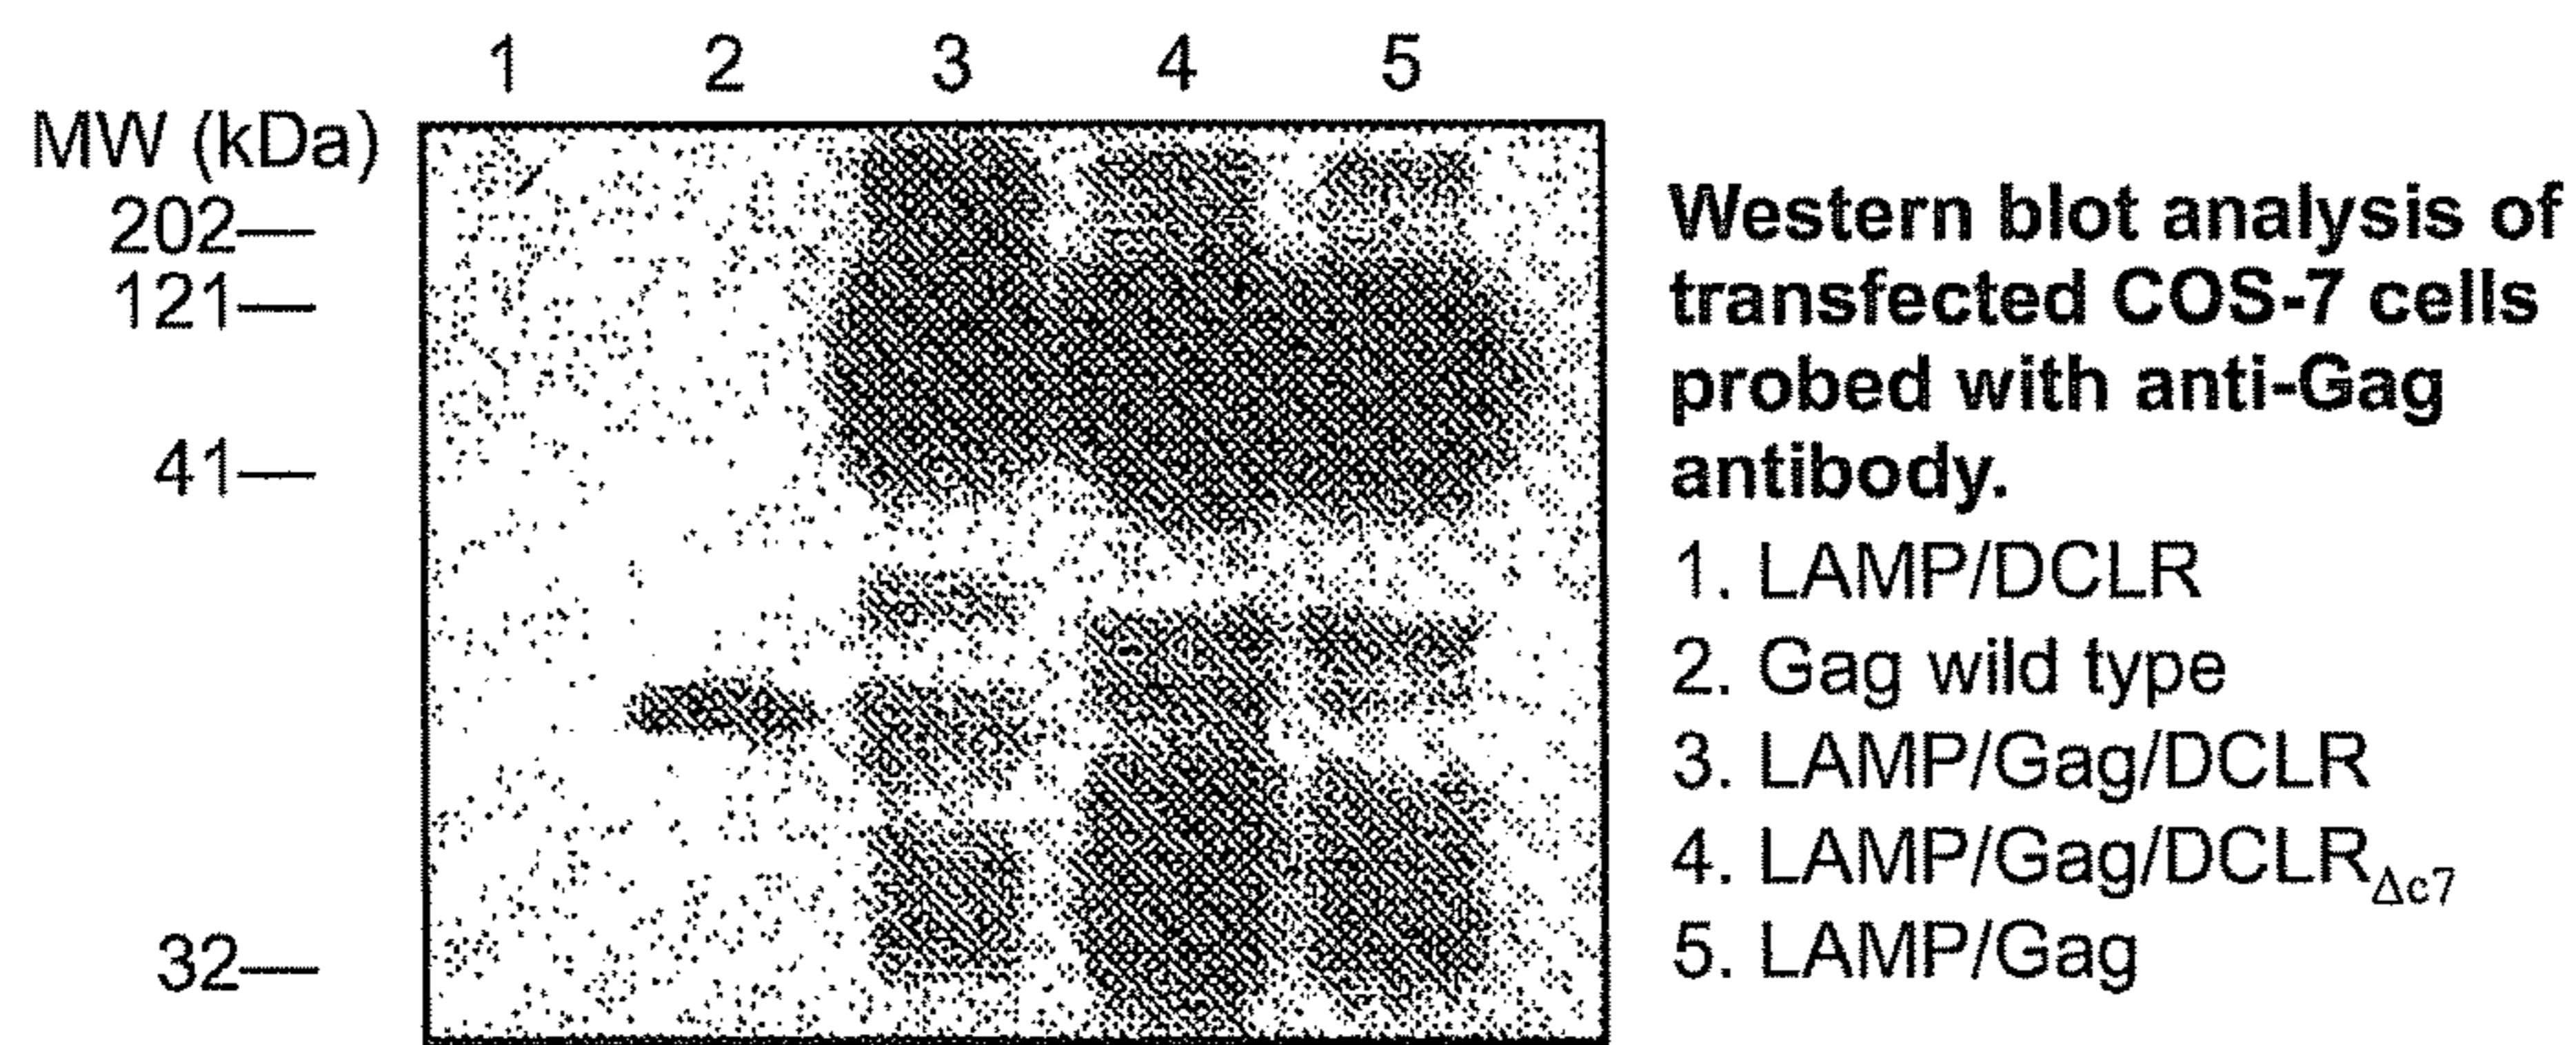 1 2 3 4 5
MW (kDa)
202—
121—
41—
32—
Western blot analysis of
transfected COS-7 cells
probed with anti-Gag
antibody.
1. LAMP/DCLR
2. Gag wild type
3. LAMP/Gag/DCLR
4. LAMP/Gag/DCLRΔc7
5. LAMP/Gag